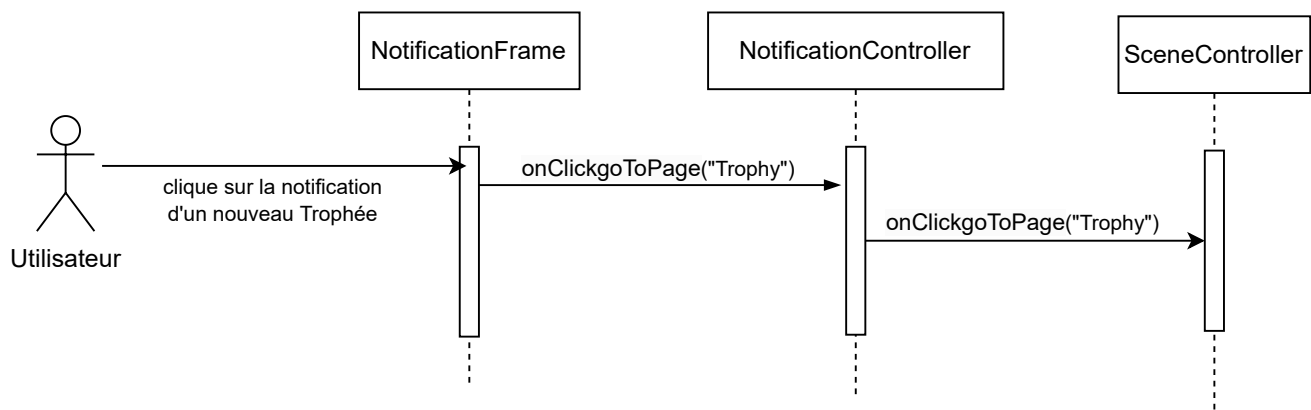 NotificationFrame
NotificationController
SceneController
clique sur la notification
d'un nouveau Trophée
onClickgoToPage("Trophy")
onClickgoToPage("Trophy")
Utilisateur